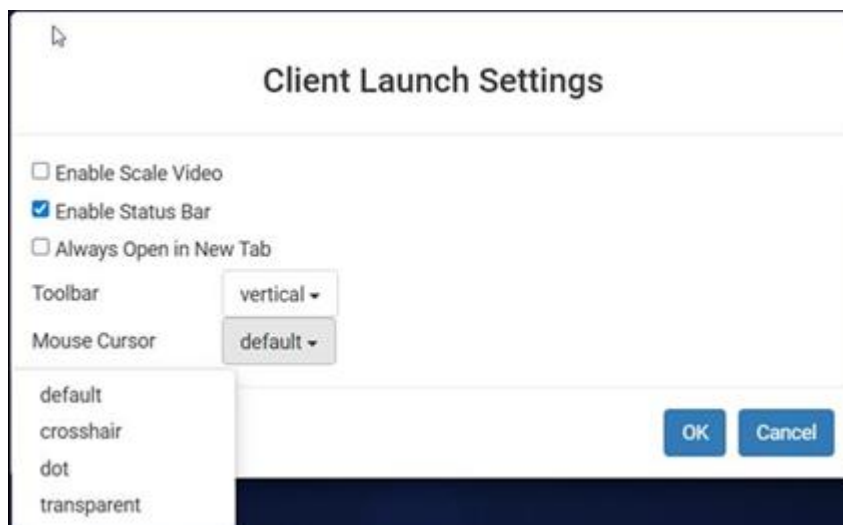 Client Launch Settings
Enable Scale Video
Enable Status Bar
Always Open in New Tab
Toolbar vertical
Mouse Cursor default
default
crosshair
dot
transparent
OK Cancel